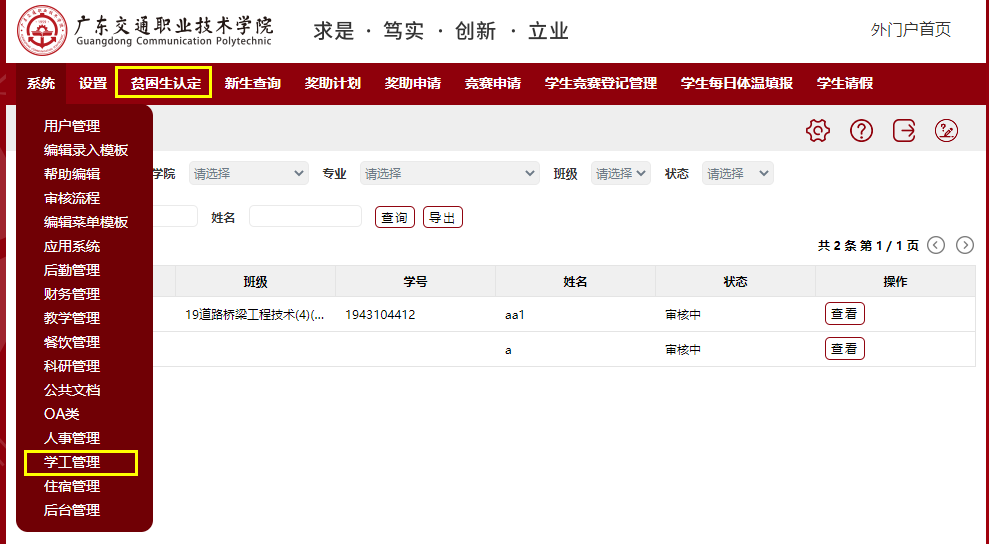 广东交通职业技术学院
Guangdong Communication Polytechnic
求是 · 笃实 · 创新 · 立业
外门户首页
系统 设置 贫困生认定 新生查询 奖助计划 奖助申请 竞赛申请 学生竞赛登记管理 学生每日体温填报 学生请假
用户管理
编辑录入模板
帮助编辑
审核流程
编辑菜单模板
应用系统
后勤管理
财务管理
教学管理
餐饮管理
科研管理
公共文档
OA类
人事管理
学工管理
住宿管理
后台管理
学院 请选择 专业 请选择 班级 请选择 状态 请选择
姓名 查询 导出
共 2 条 第 1 / 1 页
班级 学号 姓名 状态 操作
19道路桥梁工程技术(4)(... 1943104412 aa1 审核中 查看
a 审核中 查看